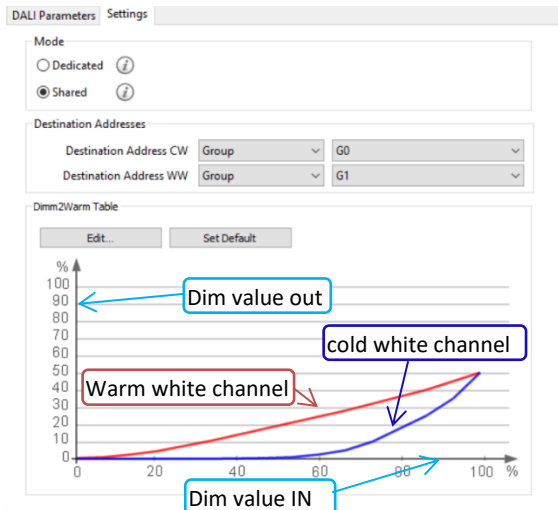 DALI Parameters Settings
Mode
Dedicated i
Shared i
Destination Addresses
Destination Address CW Group G0
Destination Address WW Group G1
Dimm2Warm Table
Edit... Set Default
%
100
90
80
70
60
50
40
30
20
10
0
Dim value out
cold white channel
Warm white channel
0 20 40 60 80 100 %
Dim value IN